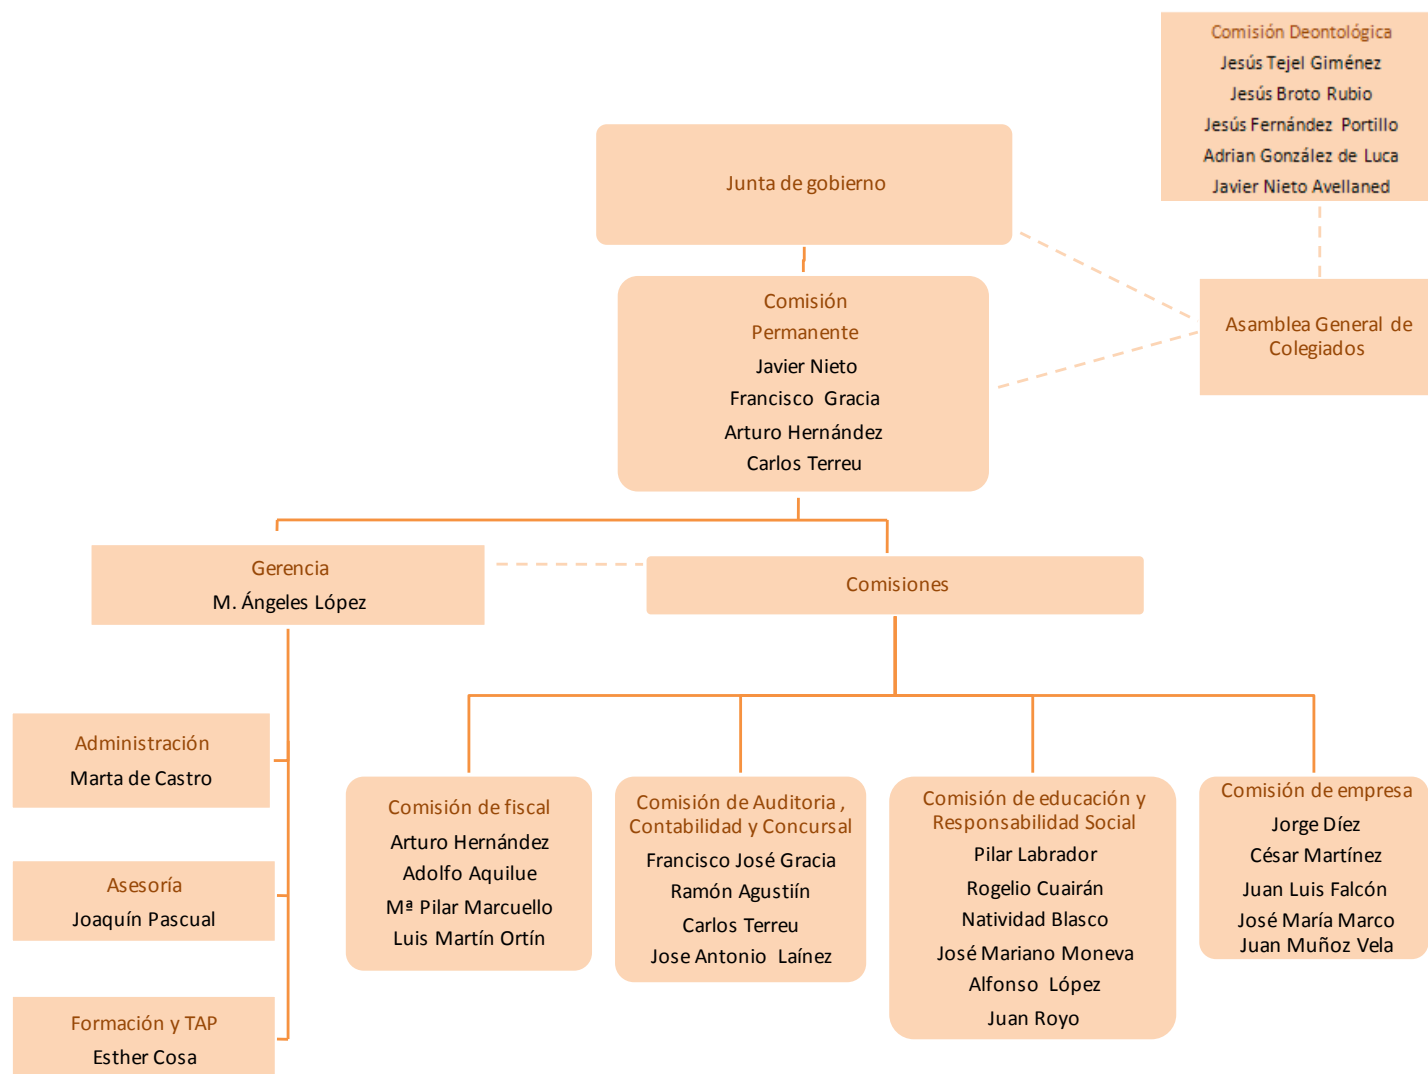 Comisión Deontológica
Jesús Tejel Giménez
Jesús Broto Rubio
Jesús Fernández Portillo
Adrian González de Luca
Javier Nieto Avellaned
Junta de gobierno
Asamblea General de
Colegiados
Comisión
Permanente
Javier Nieto
Francisco Gracia
Arturo Hernández
Carlos Terreu
Gerencia
M. Ángeles López
Comisiones
Administración
Marta de Castro
Asesoría
Joaquín Pascual
Formación y TAP
Esther Cosa
Comisión de fiscal
Arturo Hernández
Adolfo Aquilue
Mª Pilar Marcuello
Luis Martín Ortín
Comisión de Auditoria ,
Contabilidad y Concursal
Francisco José Gracia
Ramón Agustiín
Carlos Terreu
Jose Antonio Laínez
Comisión de educación y
Responsabilidad Social
Pilar Labrador
Rogelio Cuairán
Natividad Blasco
José Mariano Moneva
Alfonso López
Juan Royo
Comisión de empresa
Jorge Díez
César Martínez
Juan Luis Falcón
José María Marco
Juan Muñoz Vela